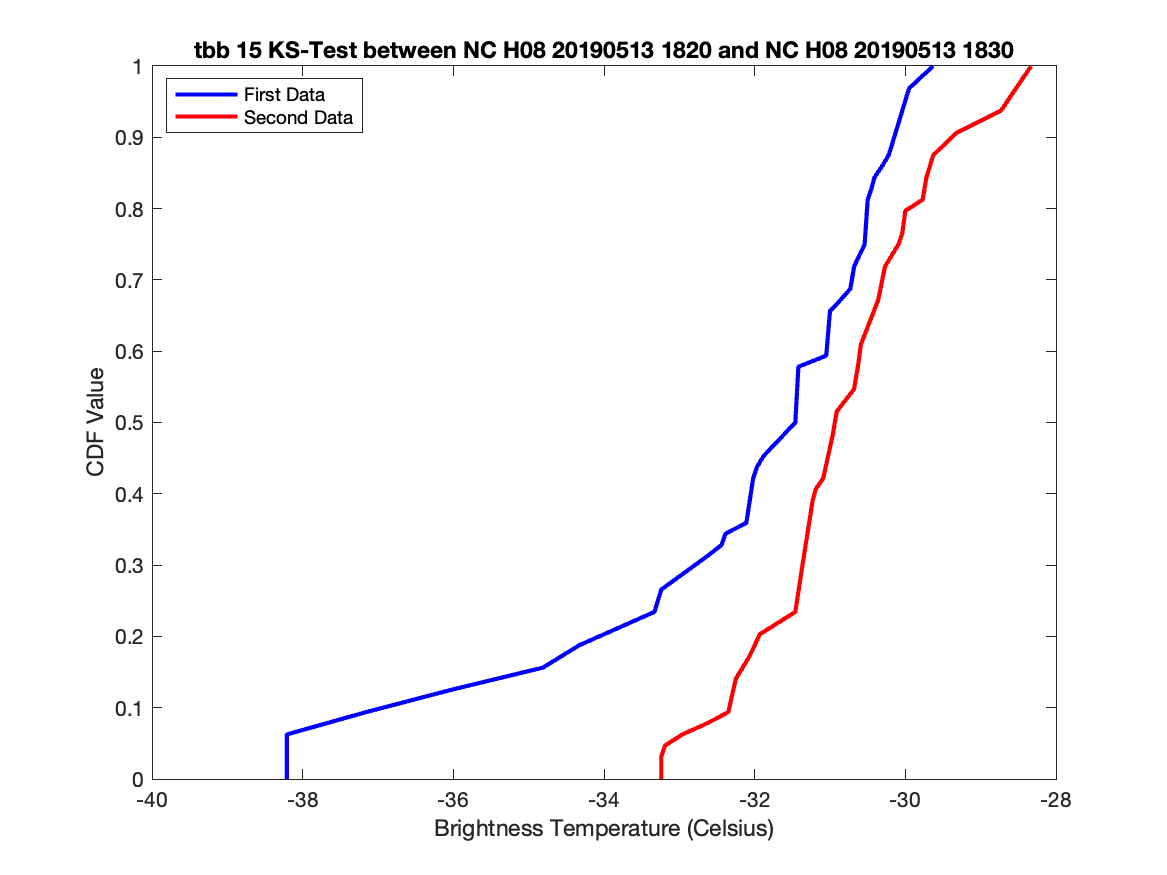 tbb 15 KS-Test between NC H08 20190513 1820 and NC H08 20190513 1830
First Data
Second Data
1
0.9
0.8
0.7
0.6
0.5
0.4
0.3
0.2
0.1
0
CDF Value
-40 -38 -36 -34 -32 -30 -28
Brightness Temperature (Celsius)